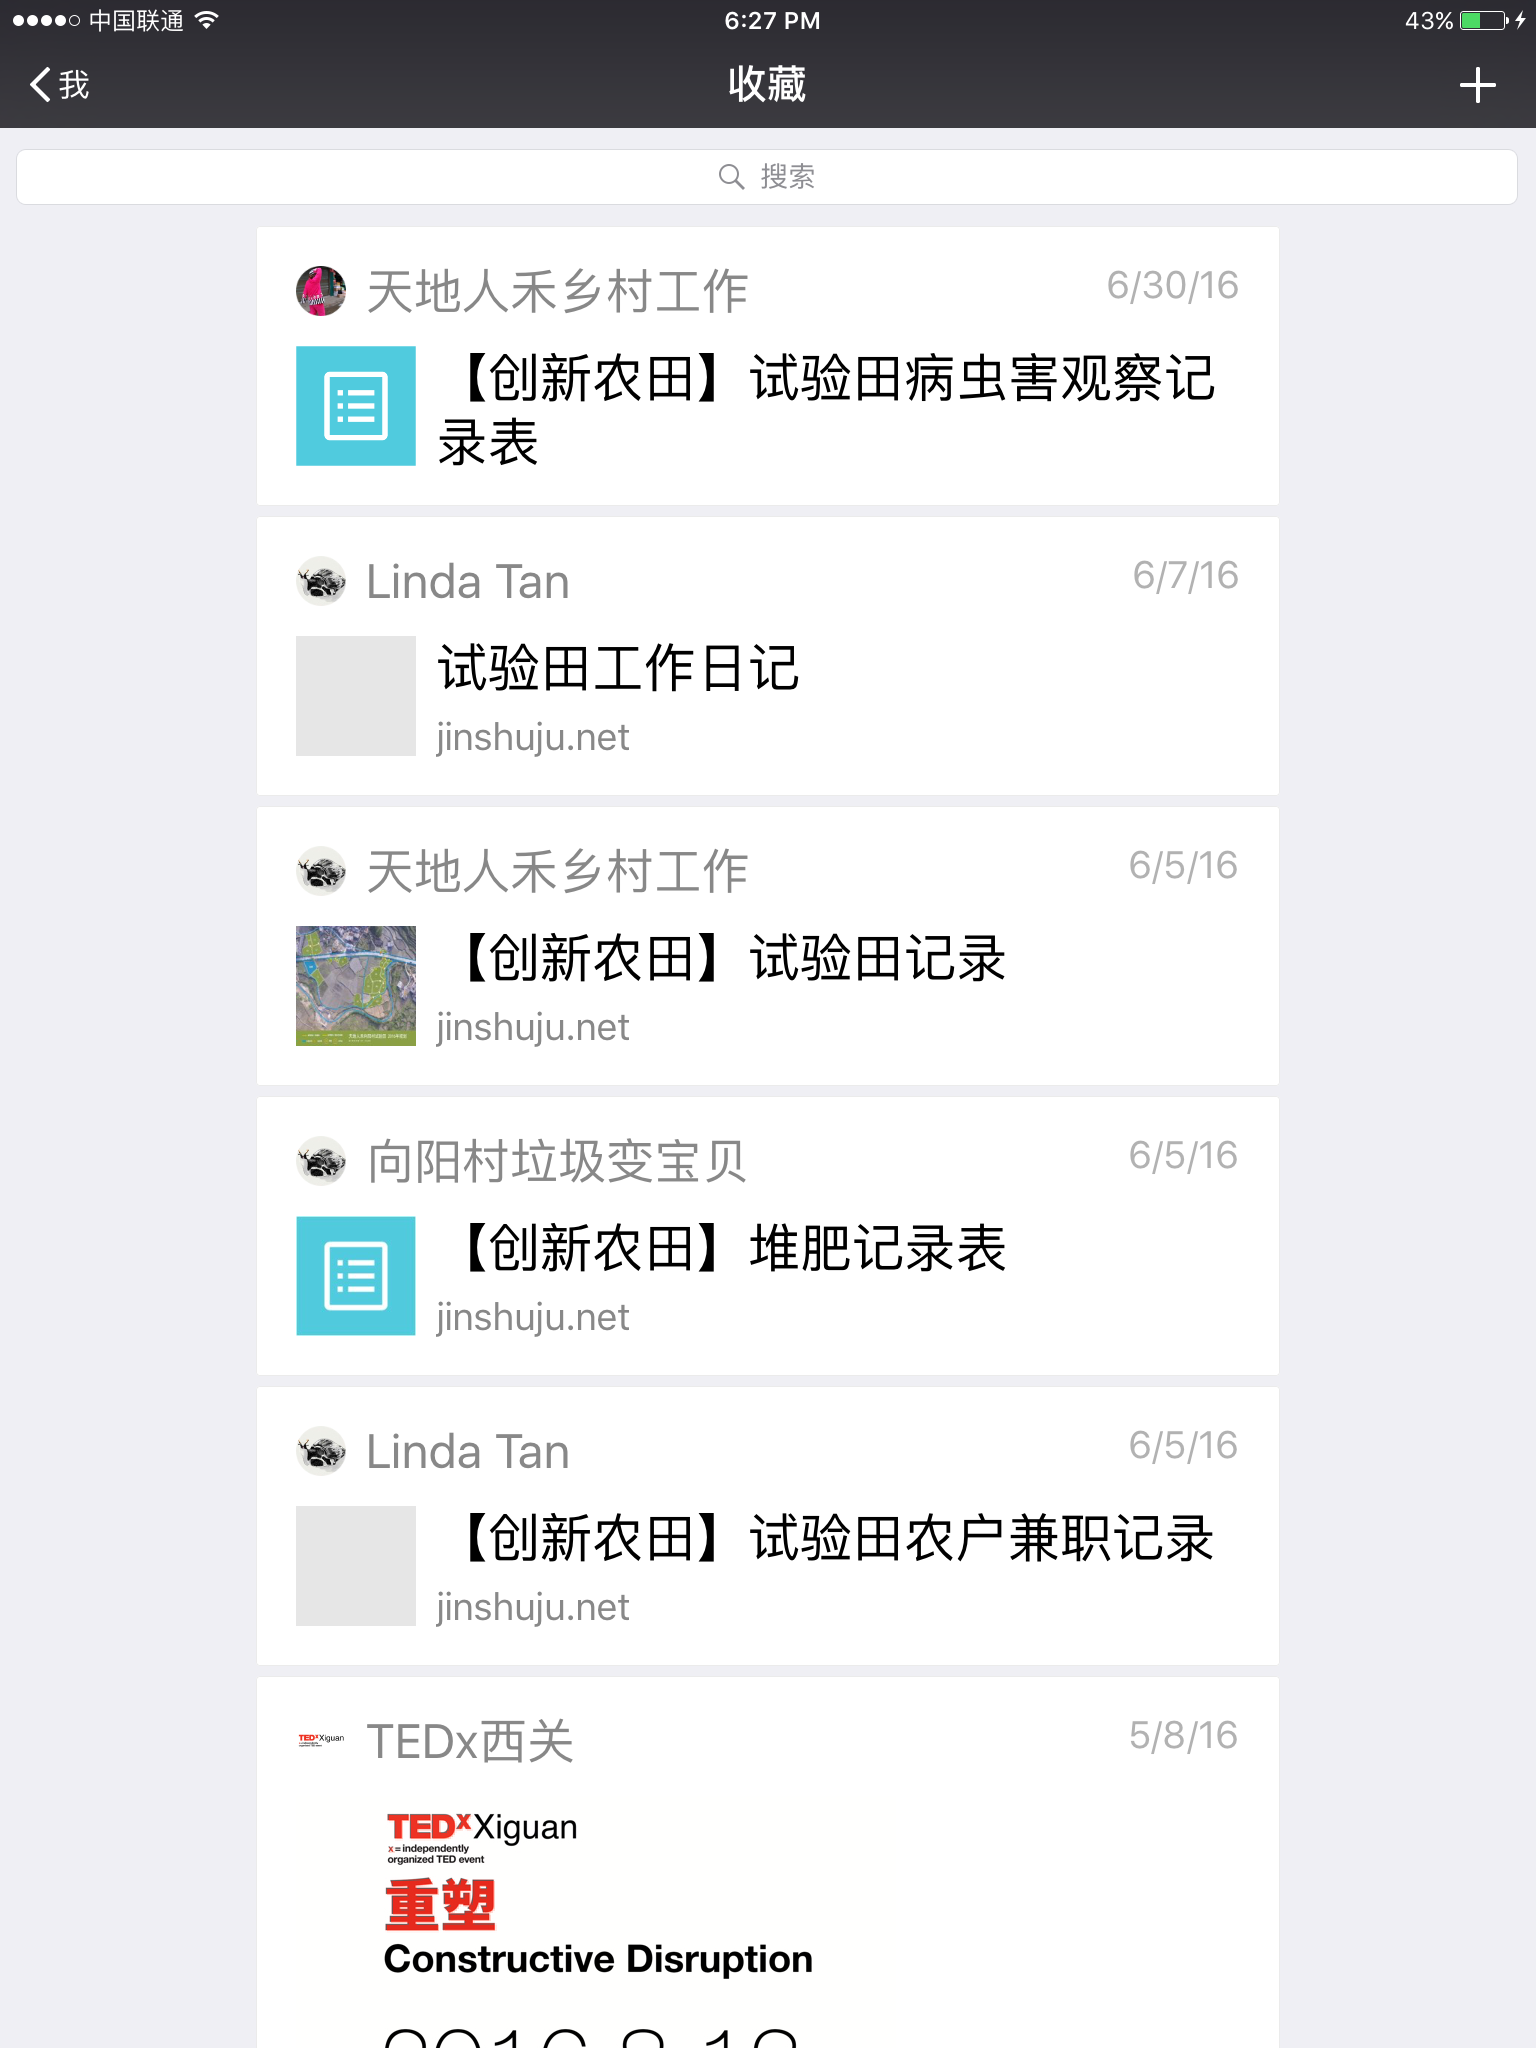 中国联通
6:27 PM
43%
我
收藏
搜索
天地人禾乡村工作
6/30/16
【创新农田】试验田病虫害观察记
录表
Linda Tan
6/7/16
试验田工作日记
jinshuju.net
天地人禾乡村工作
6/5/16
【创新农田】试验田记录
jinshuju.net
向阳村垃圾变宝贝
6/5/16
【创新农田】堆肥记录表
jinshuju.net
Linda Tan
6/5/16
【创新农田】试验田农户兼职记录
jinshuju.net
TEDxXiguan
TEDx西关
5/8/16
TEDxXiguan
x = independently
organized TED event
重塑
Constructive Disruption